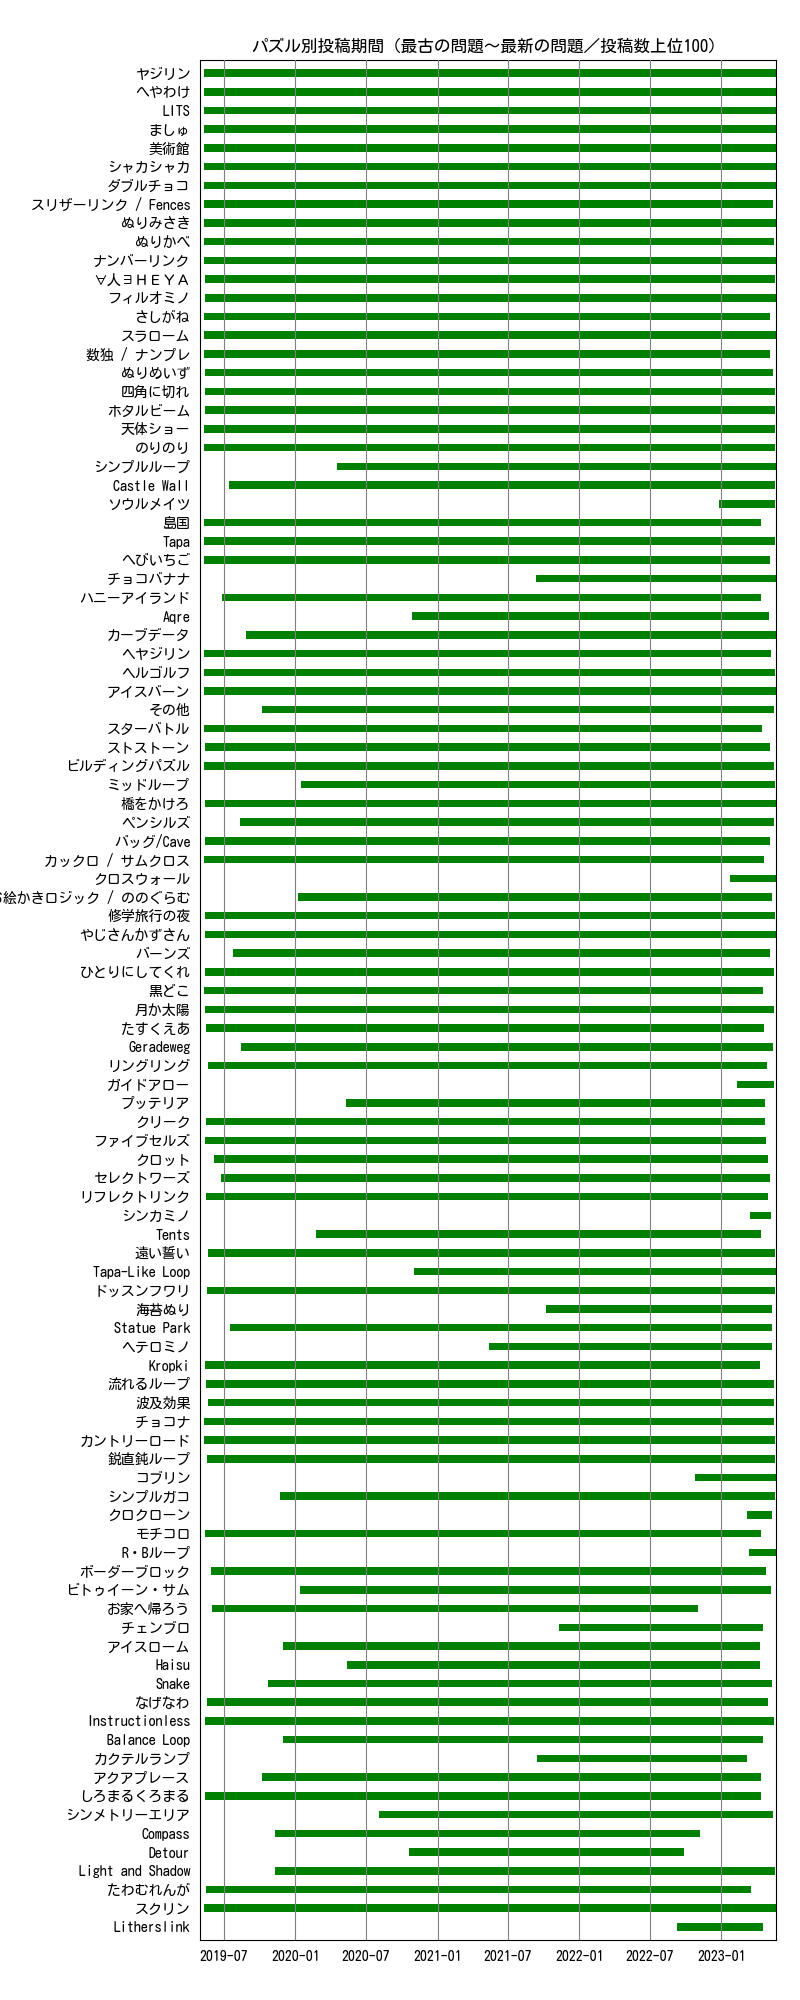 パズル別投稿期間（最古の問題～最新の問題／投稿数上位100）
ヤジリン
へやわけ
LITS
ましゅ
美術館
シャカシャカ
ダブルチョコ
スリザーリンク / Fences
ぬりみさき
ぬりかべ
ナンバーリンク
∀人∃ＨＥＹＡ
フィルオミノ
さしがね
スラローム
数独 / ナンプレ
ぬりめいず
四角に切れ
ホタルビーム
天体ショー
のりのり
シンプルループ
Castle Wall
ソウルメイツ
島国
Tapa
へびいちご
チョコバナナ
ハニーアイランド
Aqre
カーブデータ
ヘヤジリン
ヘルゴルフ
アイスバーン
その他
スターバトル
ストストーン
ビルディングパズル
ミッドループ
橋をかけろ
ペンシルズ
バッグ/Cave
カックロ / サムクロス
クロスウォール
絵かきロジック / ののぐらむ
修学旅行の夜
やじさんかずさん
バーンズ
ひとりにしてくれ
黒どこ
月か太陽
たすくえあ
Geradeweg
リングリング
ガイドアロー
プッテリア
クリーク
ファイブセルズ
クロット
セレクトワーズ
リフレクトリンク
シンカミノ
Tents
遠い誓い
Tapa-Like Loop
ドッスンフワリ
海苔ぬり
Statue Park
ヘテロミノ
Kropki
流れるループ
波及効果
チョコナ
カントリーロード
鋭直鈍ループ
コブリン
シンプルガコ
クロクローン
モチコロ
R・Bループ
ボーダーブロック
ビトゥイーン・サム
お家へ帰ろう
チェンブロ
アイスローム
Haisu
Snake
なげなわ
Instructionless
Balance Loop
カクテルランプ
アクアプレース
しろまるくろまる
シンメトリーエリア
Compass
Detour
Light and Shadow
たわむれんが
スクリン
Litherslink
2019-07 2020-01 2020-07 2021-01 2021-07 2022-01 2022-07 2023-01